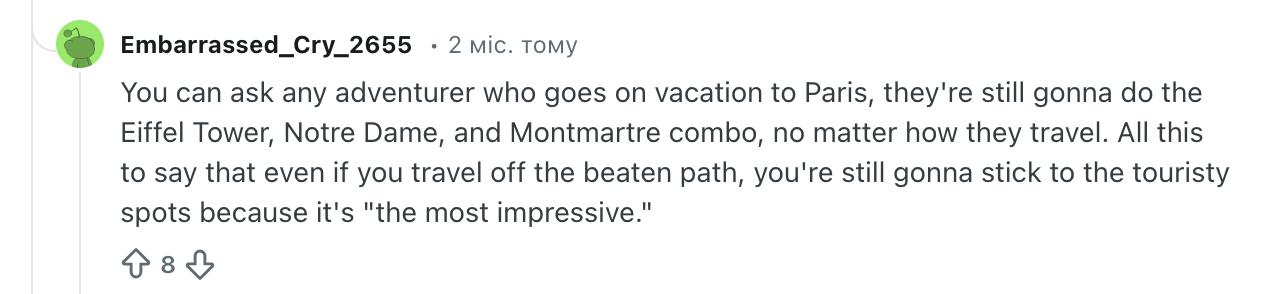 Embarrassed_Cry_2655 • 2 міс. тому
You can ask any adventurer who goes on vacation to Paris, they're still gonna do the
Eiffel Tower, Notre Dame, and Montmartre combo, no matter how they travel. All this
to say that even if you travel off the beaten path, you're still gonna stick to the touristy
spots because it's "the most impressive."
8